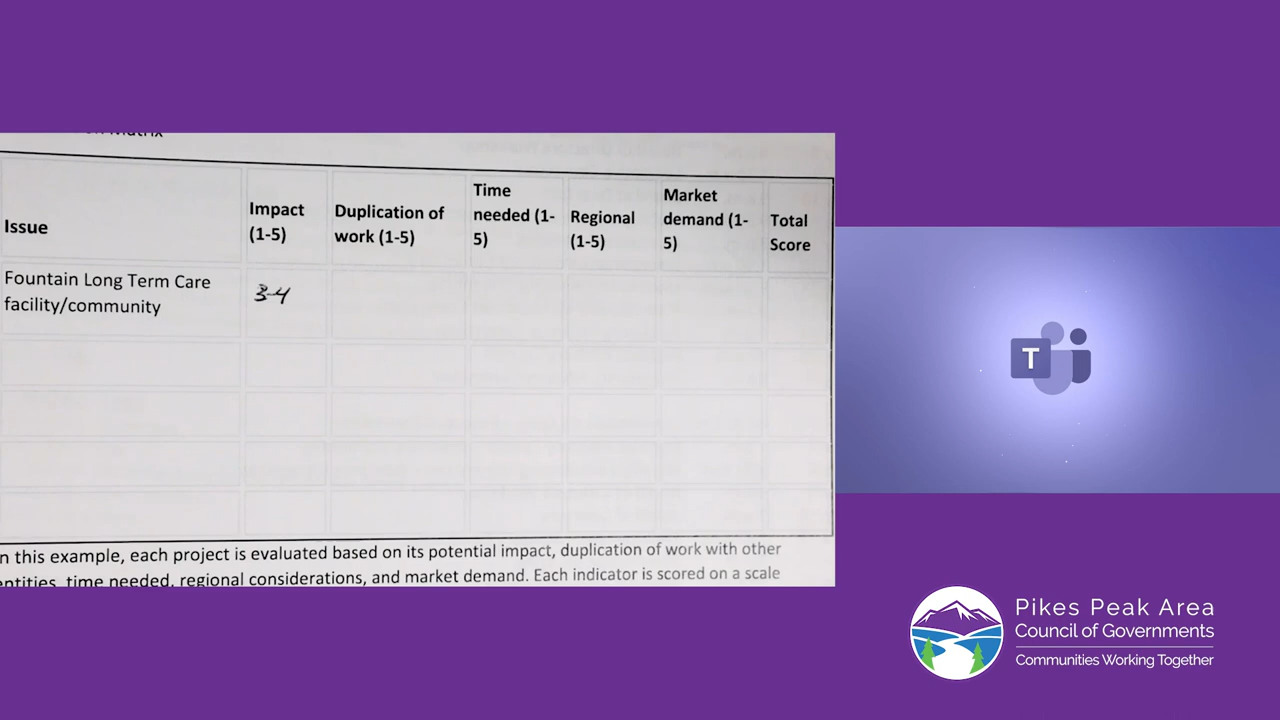 Issue
Impact
(1-5)
Duplication of
work (1-5)
Time
needed (1-
5)
Regional
(1-5)
Market
demand (1-
5)
Total
Score
Fountain Long Term Care
facility/community
3-4
n this example, each project is evaluated based on its potential impact, duplication of work with other
entities, time needed, regional considerations, and market demand. Each indicator is scored on a scale
T
Pikes Peak Area
Council of Governments
Communities Working Together